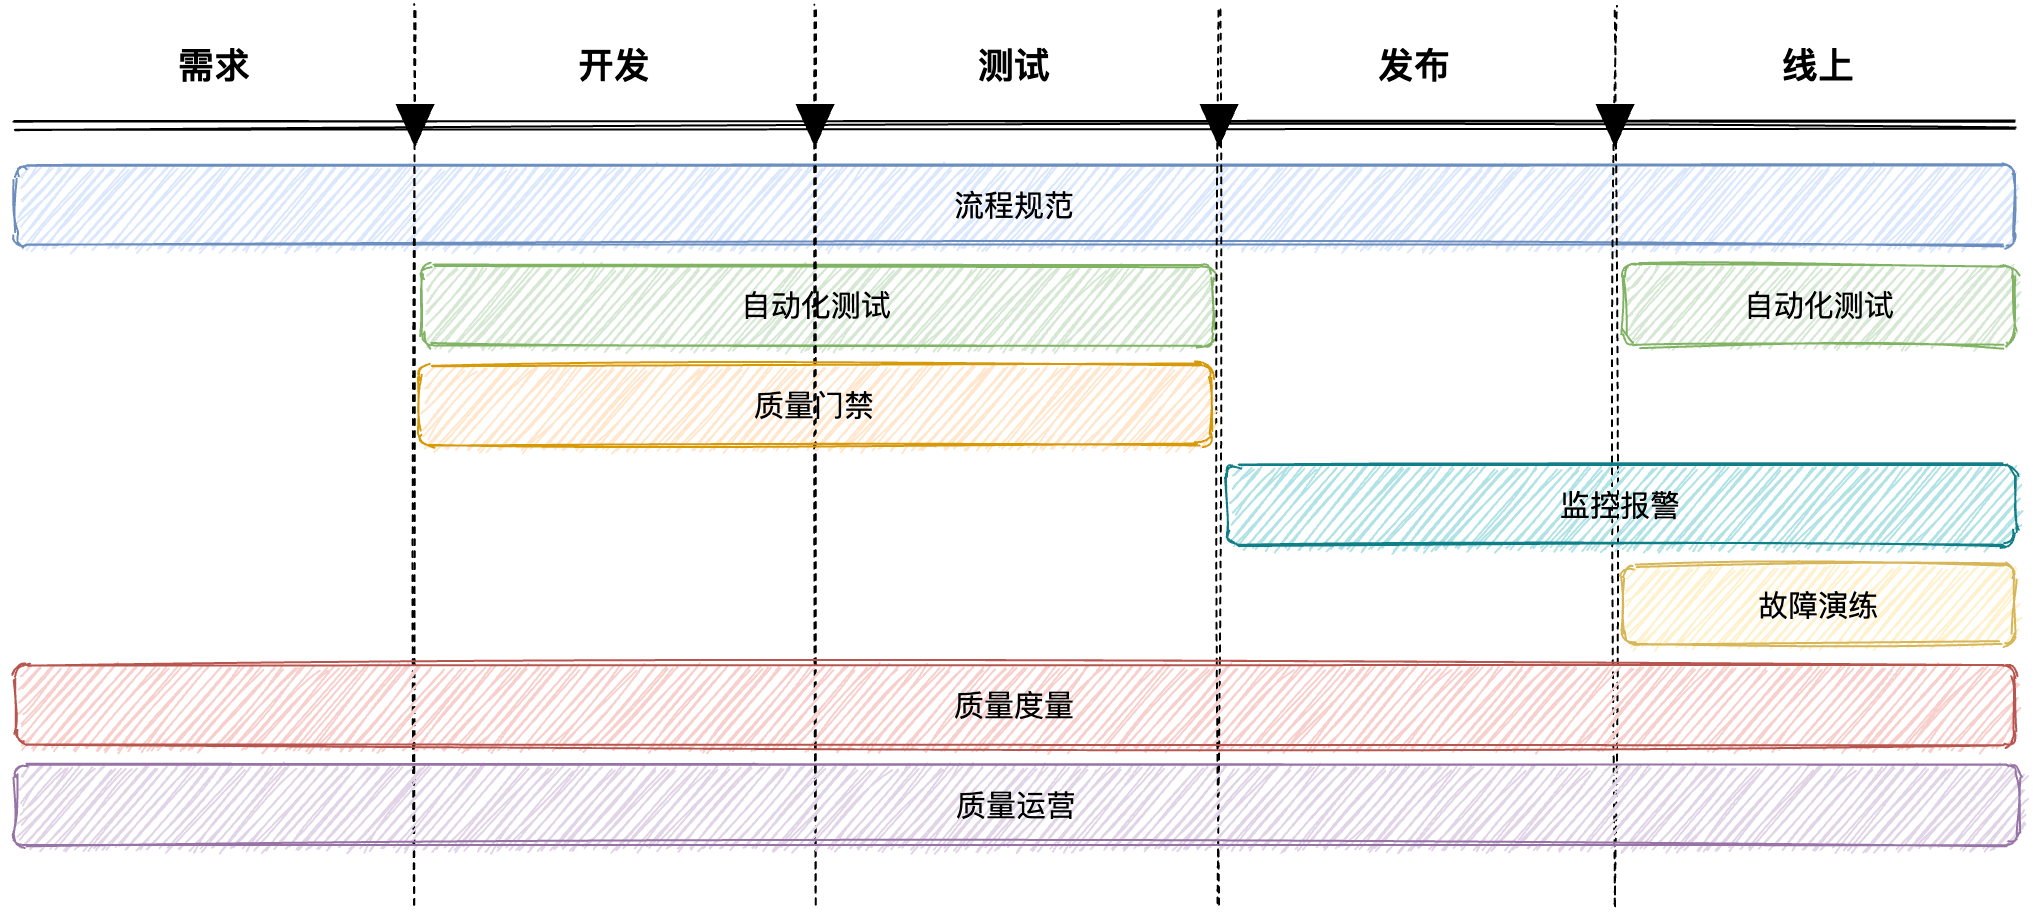 需求
开发
测试
发布
线上
流程规范
自动化测试
自动化测试
质量门禁
监控报警
故障演练
质量度量
质量运营